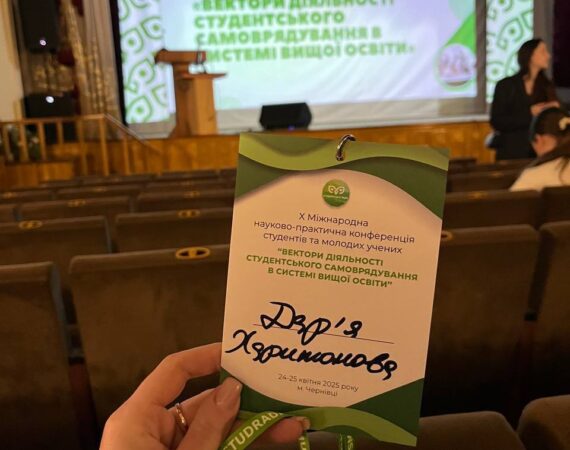 «ВЕКТОРИ ДІЯЛЬНОСТІ
СТУДЕНТСЬКОГО
САМОВРЯДУВАННЯ В
СИСТЕМІ ВИЩОЇ ОСВІТИ»
X Міжнародна
науково-практична конференція
студентів та молодих учених
"ВЕКТОРИ ДІЯЛЬНОСТІ
СТУДЕНТСЬКОГО САМОВРЯДУВАННЯ
В СИСТЕМІ ВИЩОЇ ОСВІТИ"
Дар'я
Харитонова
24-25 квітня 2025 року
м. Чернівці
TUDRAD